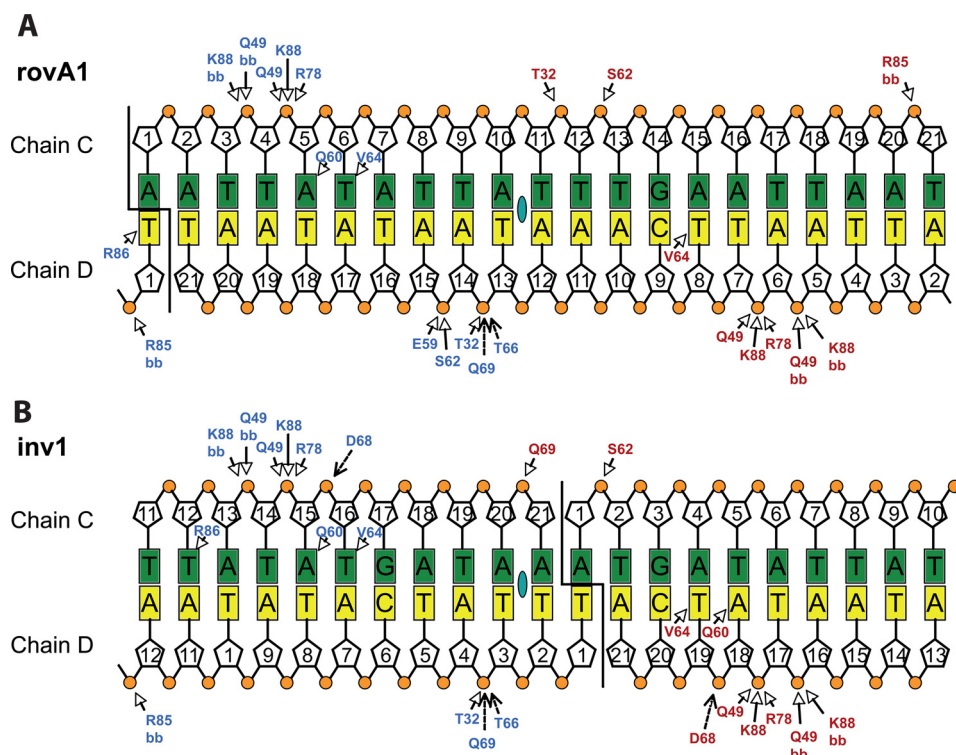 A
rovA1
K88 bb
Q49 bb
Q49
K88
R78
T32
S62
R85 bb
Chain C
1 2 3 4 5 6 7 8 9 10 11 12 13 14 15 16 17 18 19 20 21
Q60 V64
A A T T A T A T T A T T T G A A T T A A T
T T A A T A T A A T A A A C T T A A T T A
R86
V64
Chain D
1 21 20 19 18 17 16 15 14 13 12 11 10 9 8 7 6 5 4 3 2
R85 bb
E59
S62
T32
Q69
T66
Q49
K88
R78
Q49 bb
K88 bb
B
inv1
K88 bb
Q49 bb
Q49
K88
R78
D68
Q69
S62
Chain C
11 12 13 14 15 16 17 18 19 20 21 1 2 3 4 5 6 7 8 9 10
R86 Q60 V64
T T A T A T G A T A A A T G A T A T T A T
A A T A T A C T A T T T A C T A T A A T A
V64 Q60
Chain D
12 11 1 9 8 7 6 5 4 3 2 1 21 20 19 18 17 16 15 14 13
R85 bb
T32
Q69
T66
D68
Q49
K88
R78
Q49 bb
K88 bb